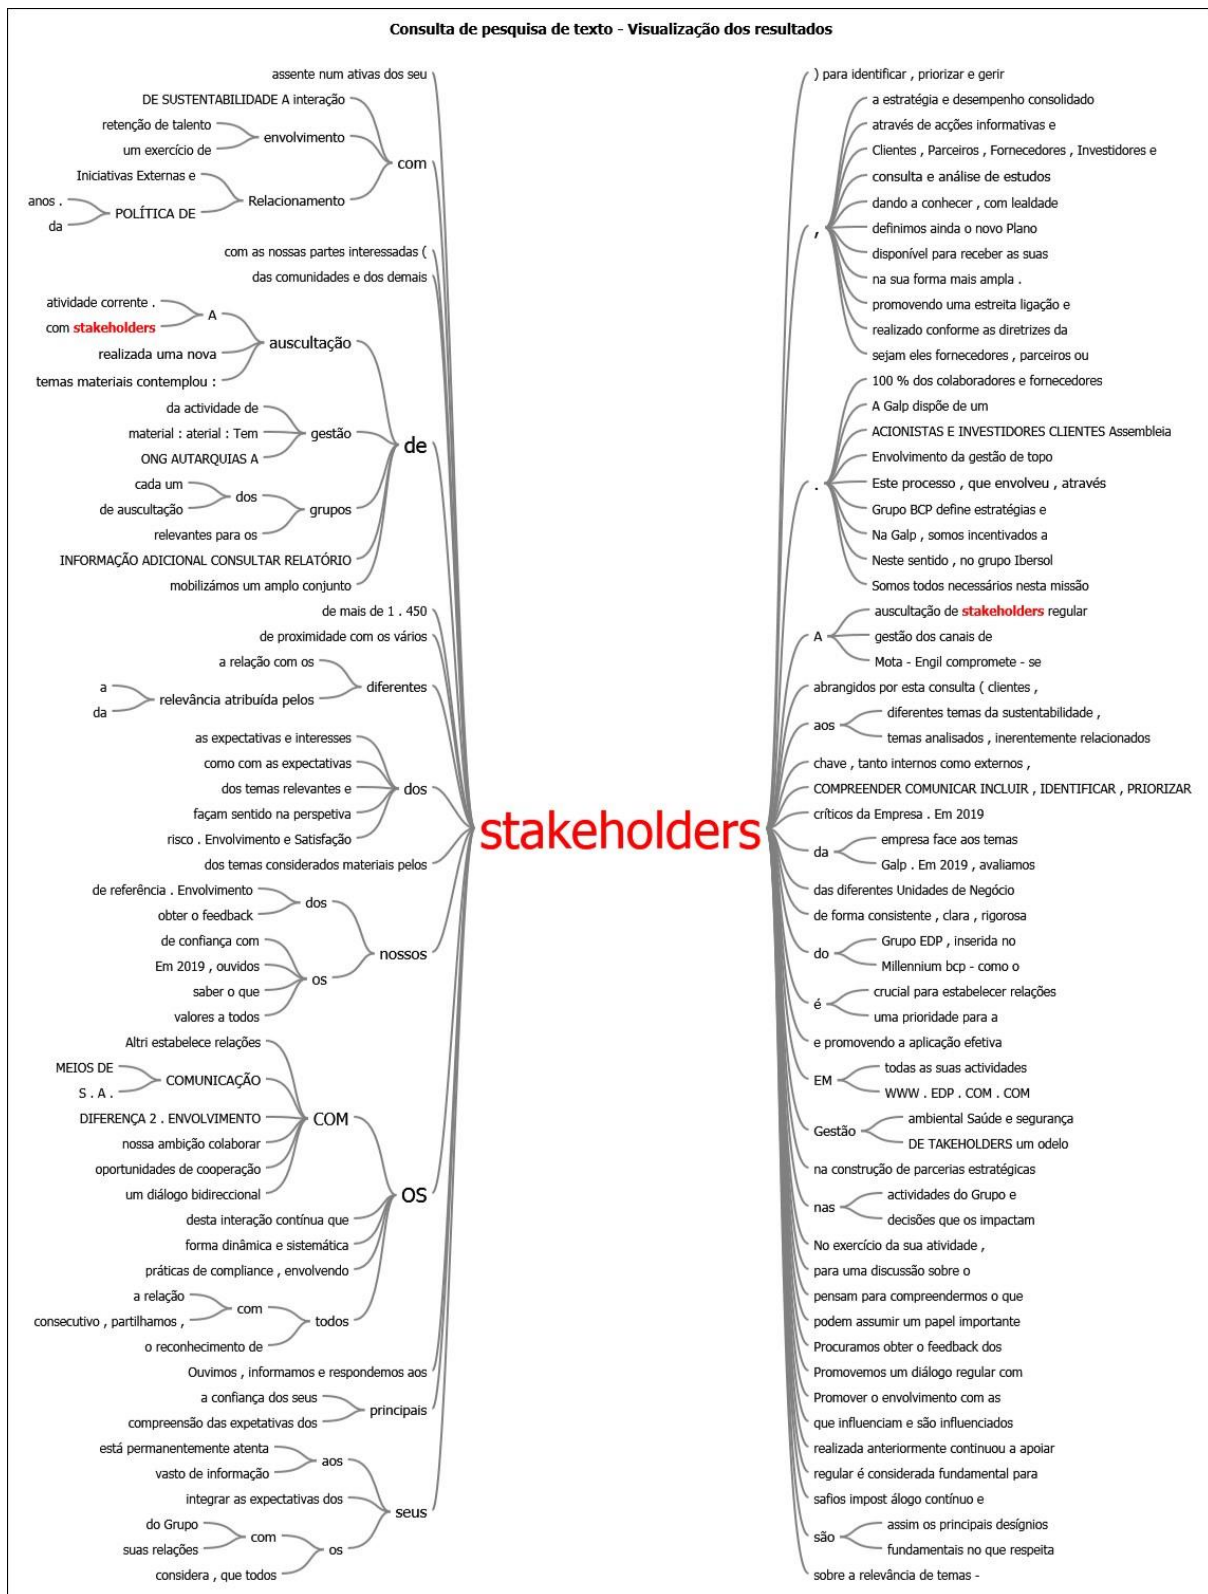 Consulta de pesquisa de texto - Visualização dos resultados
assente num ativas dos seu
DE SUSTENTABILIDADE A interação
retenção de talento
envolvimento
um exercício de
com
Iniciativas Externas e
Relacionamento
anos .
POLÍTICA DE
da
com as nossas partes interessadas (
das comunidades e dos demais
atividade corrente .
A
com stakeholders
auscultação
realizada uma nova
temas materiais contemplou :
da actividade de
material : aterial : Tem
gestão
de
ONG AUTARQUIAS A
cada um
dos
de auscultação
grupos
relevantes para os
INFORMAÇÃO ADICIONAL CONSULTAR RELATÓRIO
mobilizámos um amplo conjunto
de mais de 1 . 450
de proximidade com os vários
a relação com os
diferentes
a
relevância atribuída pelos
da
as expectativas e interesses
como com as expectativas
dos temas relevantes e
dos
façam sentido na perspetiva
risco . Envolvimento e Satisfação
dos temas considerados materiais pelos
de referência . Envolvimento
dos
obter o feedback
nossos
de confiança com
Em 2019 , ouvidos
os
saber o que
valores a todos
Altri estabelece relações
MEIOS DE
COMUNICAÇÃO
S . A .
DIFERENÇA 2 . ENVOLVIMENTO
COM
nossa ambição colaborar
oportunidades de cooperação
um diálogo bidireccional
os
desta interação contínua que
forma dinâmica e sistemática
práticas de compliance , envolvendo
a relação
com
consecutivo , partilhamos ,
todos
o reconhecimento de
Ouvimos , informamos e respondemos aos
a confiança dos seus
principais
compreensão das expetativas dos
está permanentemente atenta
aos
vasto de informação
integrar as expectativas dos
seus
do Grupo
com
suas relações
os
considera , que todos
stakeholders
) para identificar , priorizar e gerir
a estratégia e desempenho consolidado
através de acções informativas e
Clientes , Parceiros , Fornecedores , Investidores e
consulta e análise de estudos
dando a conhecer , com lealdade
,
definimos ainda o novo Plano
disponível para receber as suas
na sua forma mais ampla .
promovendo uma estreita ligação e
realizado conforme as diretrizes da
sejam eles fornecedores , parceiros ou
100 % dos colaboradores e fornecedores
A Galp dispõe de um
ACIONISTAS E INVESTIDORES CLIENTES Assembleia
Envolvimento da gestão de topo
.
Este processo , que envolveu , através
Grupo BCP define estratégias e
Na Galp , somos incentivados a
Neste sentido , no grupo Ibersol
Somos todos necessários nesta missão
auscultação de stakeholders regular
A
gestão dos canais de
Mota - Engil compromete - se
abrangidos por esta consulta ( clientes ,
diferentes temas da sustentabilidade ,
aos
temas analisados , inerentemente relacionados
chave , tanto internos como externos ,
COMPREENDER COMUNICAR INCLUIR , IDENTIFICAR , PRIORIZAR
críticos da Empresa . Em 2019
empresa face aos temas
da
Galp . Em 2019 , avaliamos
das diferentes Unidades de Negócio
de forma consistente , clara , rigorosa
Grupo EDP , inserida no
do
Millennium bcp - como o
crucial para estabelecer relações
é
uma prioridade para a
e promovendo a aplicação efetiva
todas as suas actividades
EM
WWW . EDP . COM . COM
ambiental Saúde e segurança
Gestão
DE TAKEHOLDERS um odelo
na construção de parcerias estratégicas
actividades do Grupo e
nas
decisões que os impactam
No exercício da sua atividade ,
para uma discussão sobre o
pensam para compreendermos o que
podem assumir um papel importante
Procuramos obter o feedback dos
Promovemos um diálogo regular com
Promover o envolvimento com as
que influenciam e são influenciados
realizada anteriormente continuou a apoiar
regular é considerada fundamental para
safios impost álogo contínuo e
assim os principais desígnios
são
fundamentais no que respeita
sobre a relevância de temas -